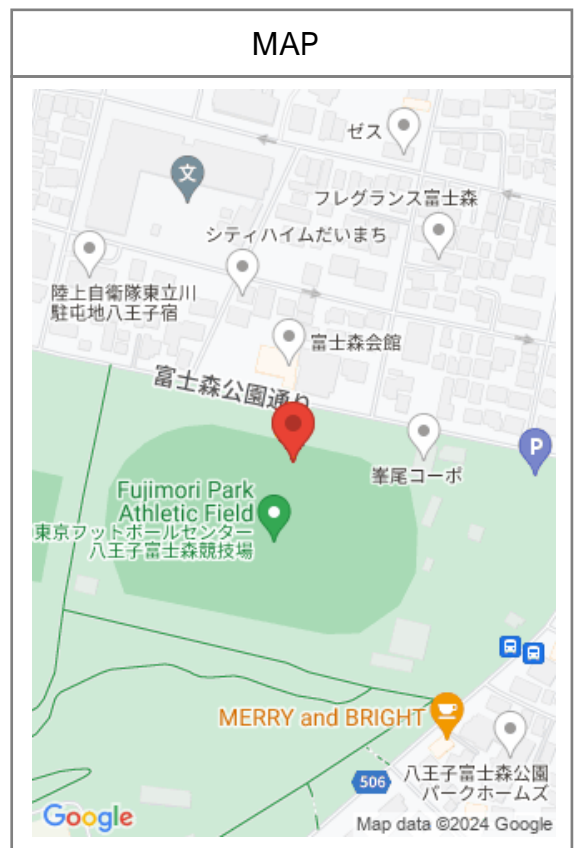 MAP
ゼス
文
フレグランス富士森
シティハイムだいまち
陸上自衛隊東立川
駐屯地八王子宿
富士森会館
富士森公園通り
峯尾コーポ
P
Fujimori Park
Athletic Field
東京フットボールセンター
八王子富士森競技場
MERRY and BRIGHT
506
八王子富士森公園
パークホームズ
Google
Map data ©2024 Google